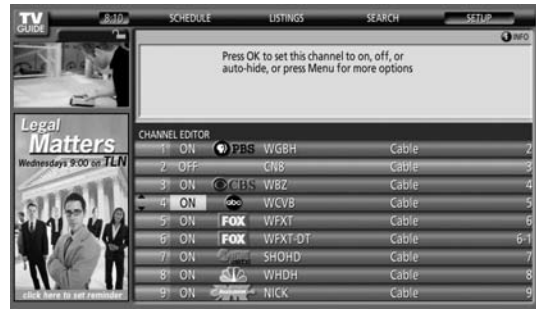 TV GUIDE
8:10
SCHEDULE LISTINGS SEARCH SETUP
INFO
Press OK to set this channel to on, off, or
auto-hide, or press Menu for more options
Legal
Matters
Wednesdays 9:00 on TLN
click here to set reminder
CHANNEL EDITOR
1 ON PBS WGBH Cable 2
2 OFF CNB Cable 3
3 ON CBS WBZ Cable 4
4 ON abc WCVB Cable 5
5 ON FOX WFXT Cable 6
6 ON FOX WFXT-DT Cable 6-1
7 ON SHOHD Cable 7
8 ON WHDH Cable 8
9 ON NICK Cable 9